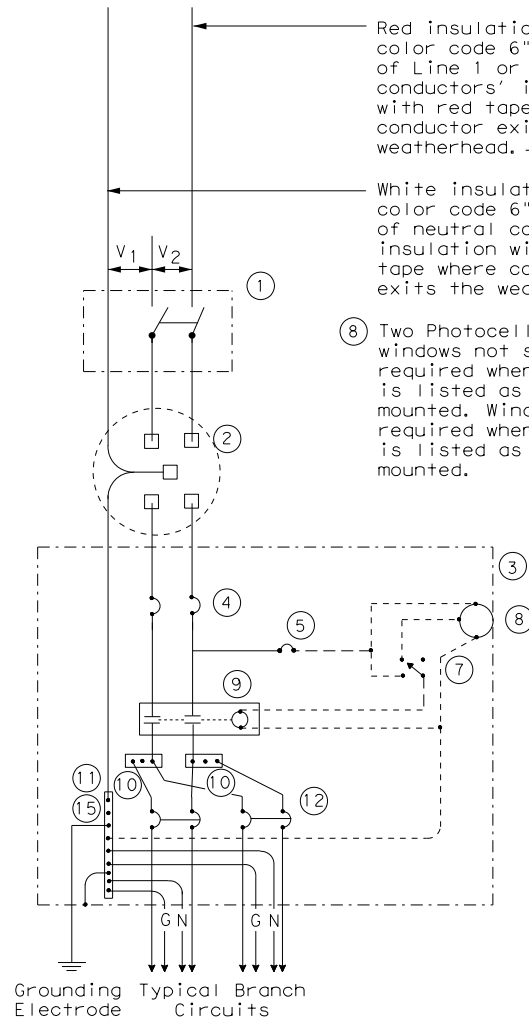 Red insulatio
color code 6"
of Line 1 or
conductors' i
with red tape
conductor exi
weatherhead.
White insulat
color code 6"
of neutral co
insulation wi
tape where co
exits the wea
V1 V2
1
8 Two Photocell
windows not s
required when
is listed as
mounted. Wind
required when
is listed as
mounted.
2
3
4
5
8
7
9
11
10 10
12
15
G N G N
Grounding Typical Branch
Electrode Circuits